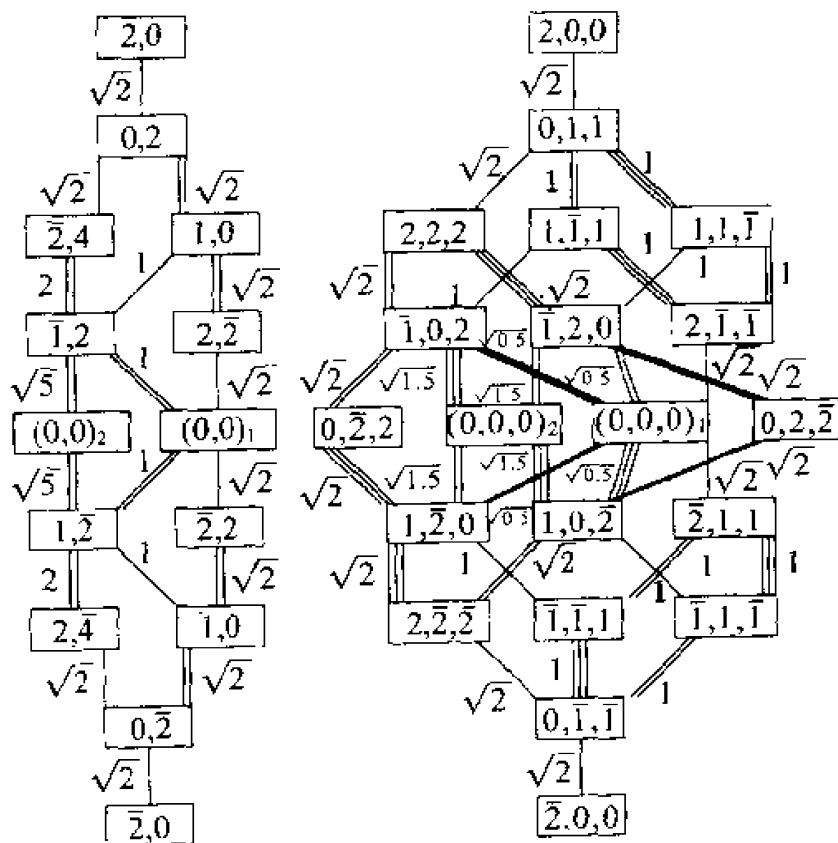 2̄,0
√2
0,2
√2 √2
2̄,4 1,0
2 1 √2
1̄,2 2,2̄
√5 1 √2
(0,0)₂ (0,0)₁
√5 1 √2
1,2̄ 2̄,2
2 1 √2
2,4̄ 1̄,0
√2 √2
0,2̄
√2
2̄,0
2,0,0
√2
0,1,1
√2 1 1
2,2,2 1,1̄,1 1,1,1̄
√2 1 √2 1 1 1
1̄,0,2 1̄,2,0 2,1̄,1̄
√2 √1.5 √0.5 √1.5 √0.5 √2 √2
0,2̄,2 (0,0,0)₂ (0,0,0)₁ 0,2,2̄
√2 √1.5 √1.5 √0.5 √0.5 √2 √2
1,2̄,0 1,0,2̄ 2̄,1,1
√2 1 √2 1 1 1
2,2̄,2̄ 1̄,1̄,1 1̄,1,1̄
√2 1 1
0,1̄,1̄
√2
2̄.0,0